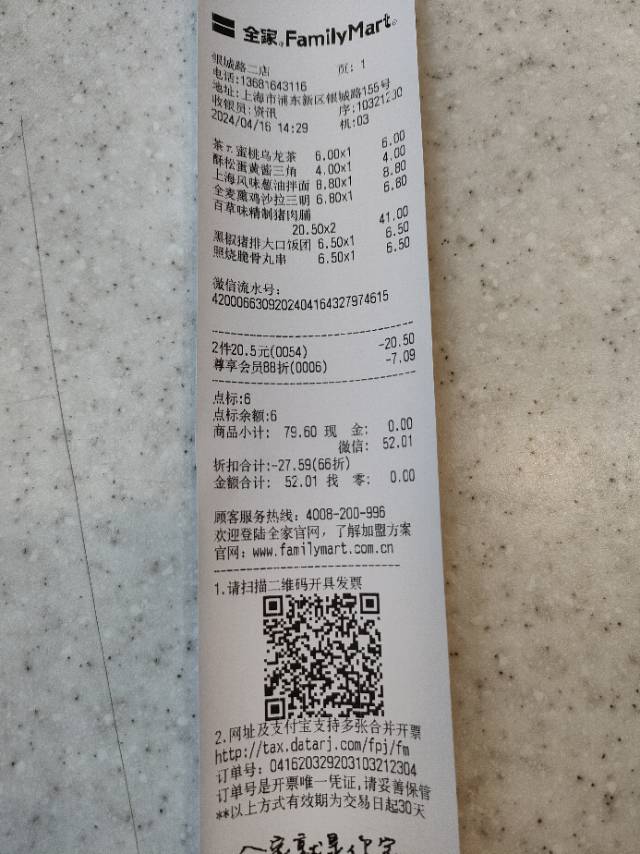 全家 FamilyMart
银城路二店 页: 1
电话:13681643116
地址:上海市浦东新区银城路155号
收银员:资讯 序:10321230
2024/04/16 14:29 机:03
茶π蜜桃乌龙茶 6.00x1 6.00
酥松蛋黄酱三角 4.00x1 4.00
上海风味葱油拌面 8.80x1 8.80
全麦熏鸡沙拉三明 6.80x1 6.80
百草味精制猪肉脯
20.50x2 41.00
黑椒猪排大口饭团 6.50x1 6.50
照烧脆骨丸串 6.50x1 6.50
微信流水号:
4200066309202404164327974615
2件20.5元(0054) -20.50
尊享会员88折(0006) -7.09
点标:6
点标余额:6
商品小计: 79.60 现 金: 0.00
微信: 52.01
折扣合计:-27.59(66折)
金额合计: 52.01 找 零: 0.00
顾客服务热线: 4008-200-996
欢迎登陆全家官网，了解加盟方案
官网: www.familymart.com.cn
1.请扫描二维码开具发票
2.网址及支付宝支持多张合并开票
http://tax.datarj.com/fpj/fm
订单号: 041620329203103212304
订单号是开票唯一凭证,请妥善保管
**以上方式有效期为交易日起30天